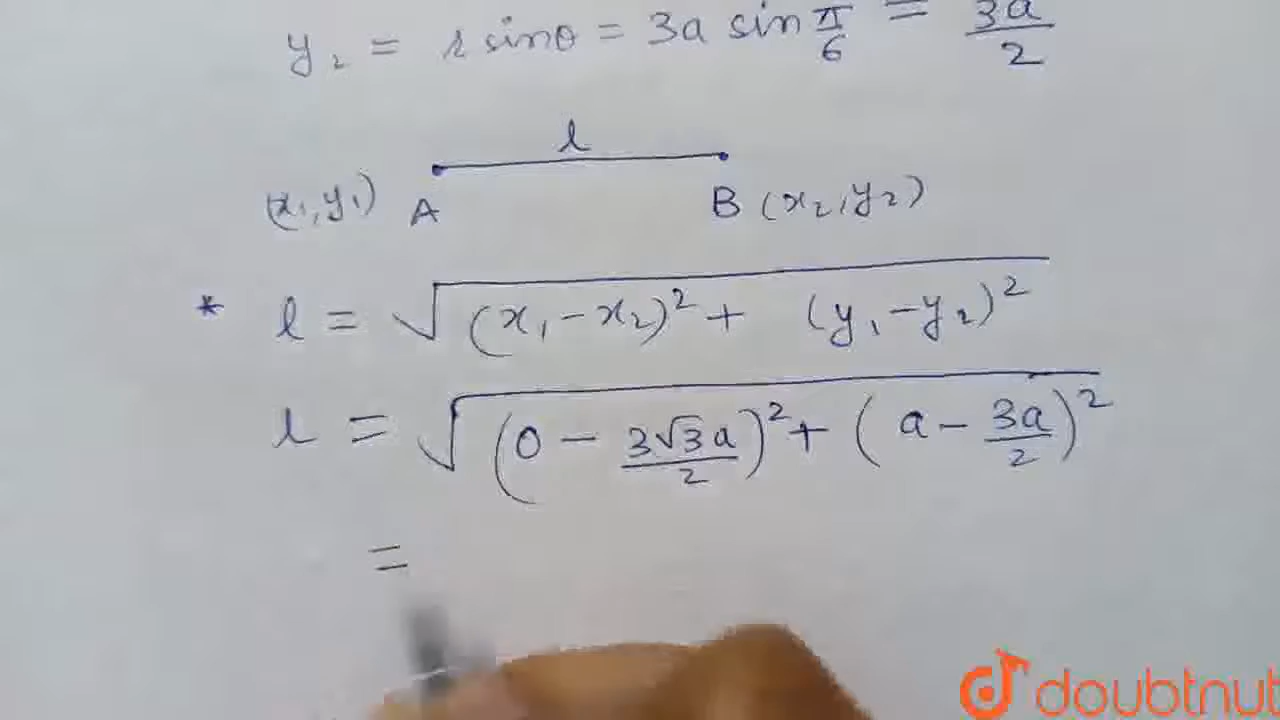 y₂ = r sinθ = 3a sin π/6 = 3a/2
l
(x₁, y₁) A B (x₂, y₂)
* l = √((x₁ - x₂)² + (y₁ - y₂)²)
l = √((0 - 3√3a/2)² + (a - 3a/2)²)
=
doubtnut